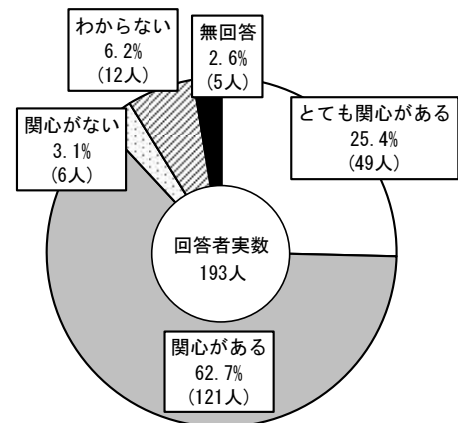 わからない
6.2%
(12人)
無回答
2.6%
(5人)
とても関心がある
25.4%
(49人)
関心がない
3.1%
(6人)
回答者実数
193人
関心がある
62.7%
(121人)